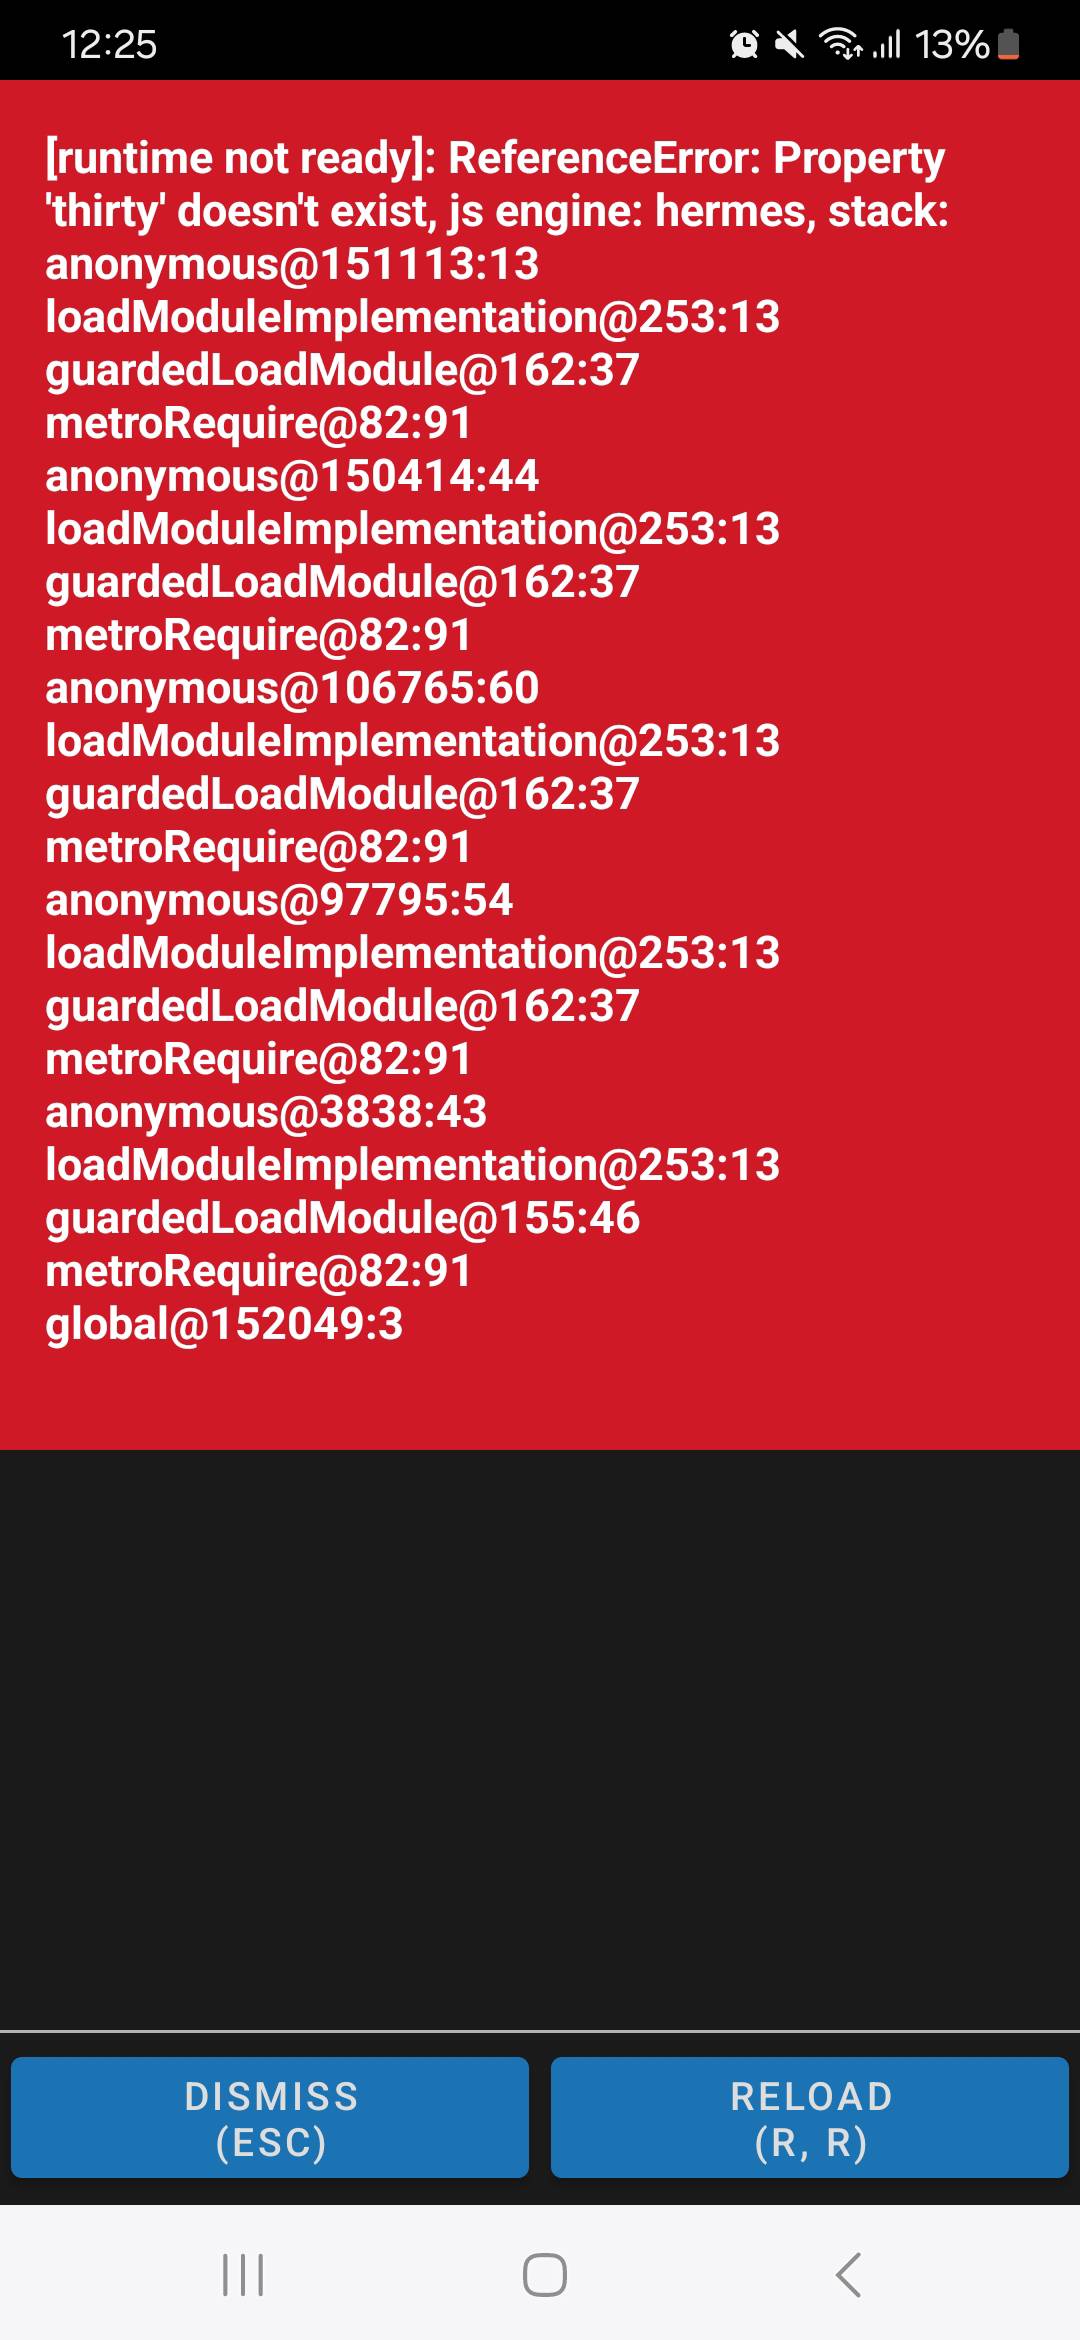 12:25
13%
[runtime not ready]: ReferenceError: Property
'thirty' doesn't exist, js engine: hermes, stack:
anonymous@151113:13
loadModuleImplementation@253:13
guardedLoadModule@162:37
metroRequire@82:91
anonymous@150414:44
loadModuleImplementation@253:13
guardedLoadModule@162:37
metroRequire@82:91
anonymous@106765:60
loadModuleImplementation@253:13
guardedLoadModule@162:37
metroRequire@82:91
anonymous@97795:54
loadModuleImplementation@253:13
guardedLoadModule@162:37
metroRequire@82:91
anonymous@3838:43
loadModuleImplementation@253:13
guardedLoadModule@155:46
metroRequire@82:91
global@152049:3
DISMISS
(ESC)
RELOAD
(R, R)